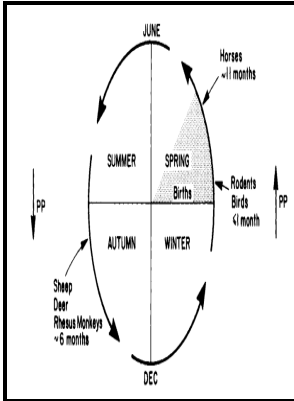 JUNE
Horses
~11 months
SUMMER
SPRING
PP
Births
Rodents
Birds
≤1 month
PP
AUTUMN
WINTER
Sheep
Deer
Rhesus Monkeys
~6 months
DEC